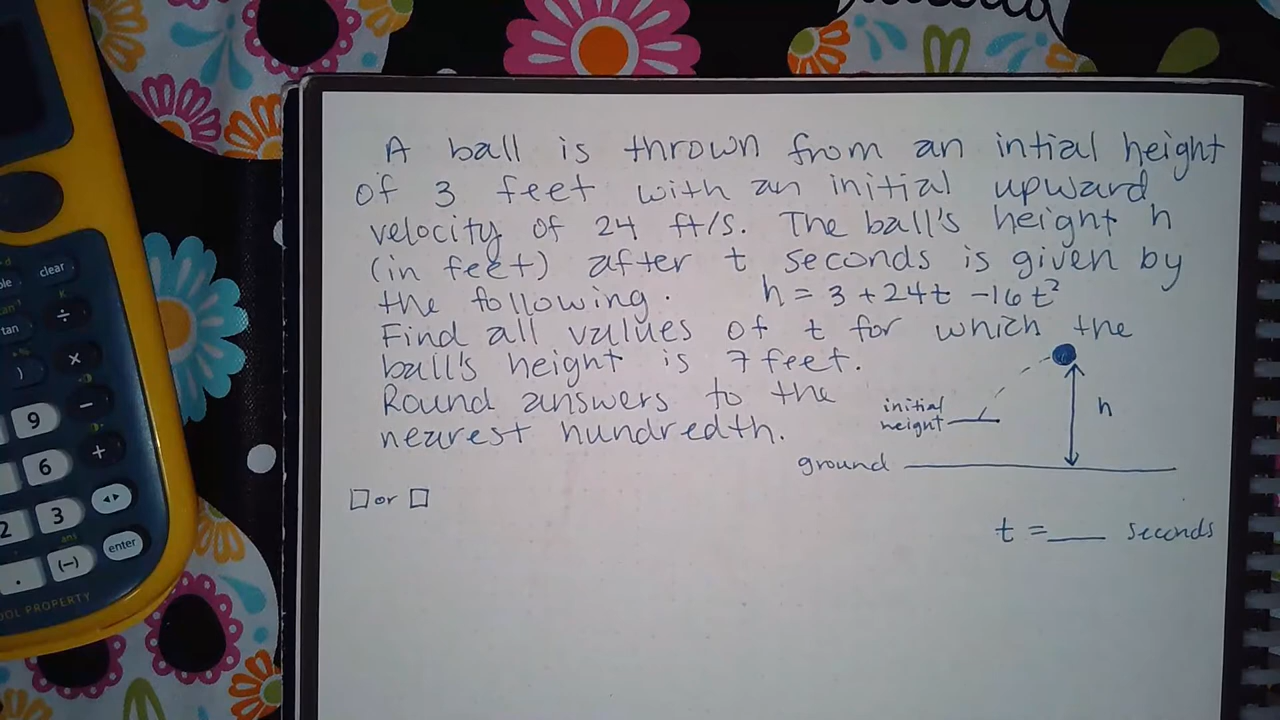 A ball is thrown from an intial height
of 3 feet with an initial upward
velocity of 24 ft/s. The ball's height h
(in feet) after t seconds is given by
the following. h = 3 + 24t - 16t²
Find all values of t for which the
ball's height is 7 feet.
Round answers to the
nearest hundredth.
initial
height
h
ground
□ or □
t = ___ seconds
clear
tan
÷
×
)
9
−
6
+
2
3
ans
enter
.
(−)
OOL PROPERTY